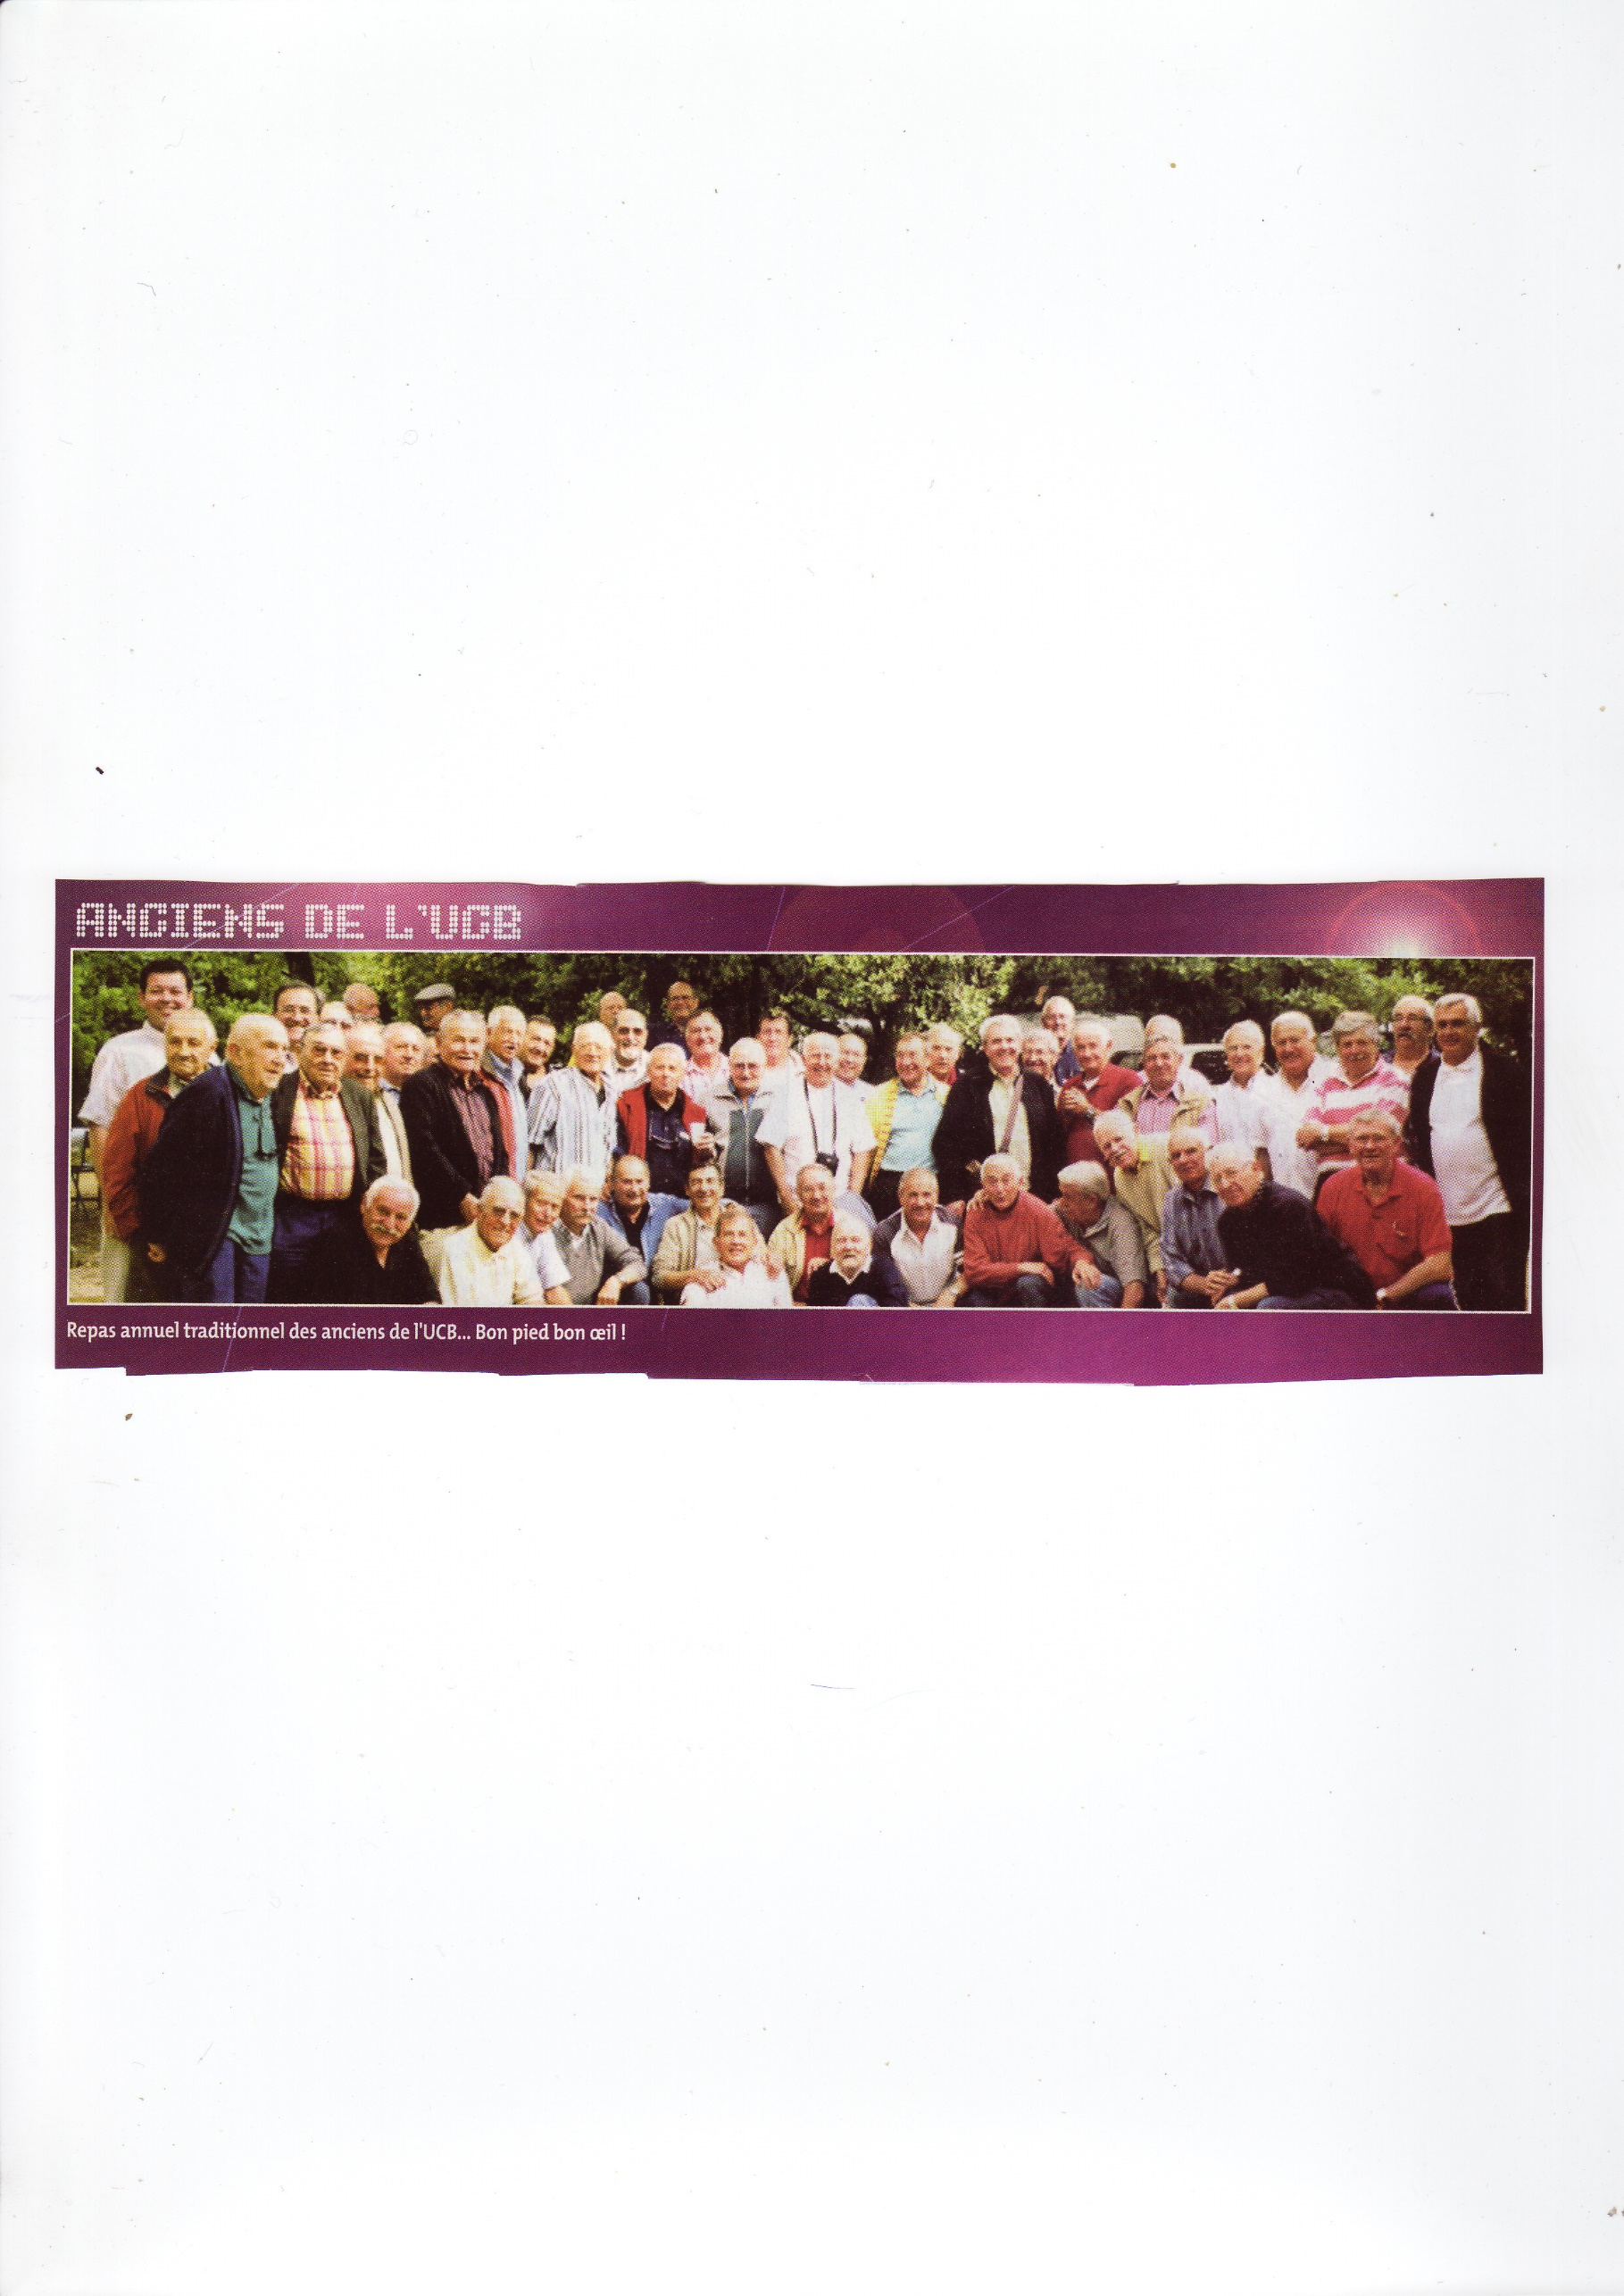 ANCIENS DE L'UCB
Repas annuel traditionnel des anciens de l'UCB... Bon pied bon œil !